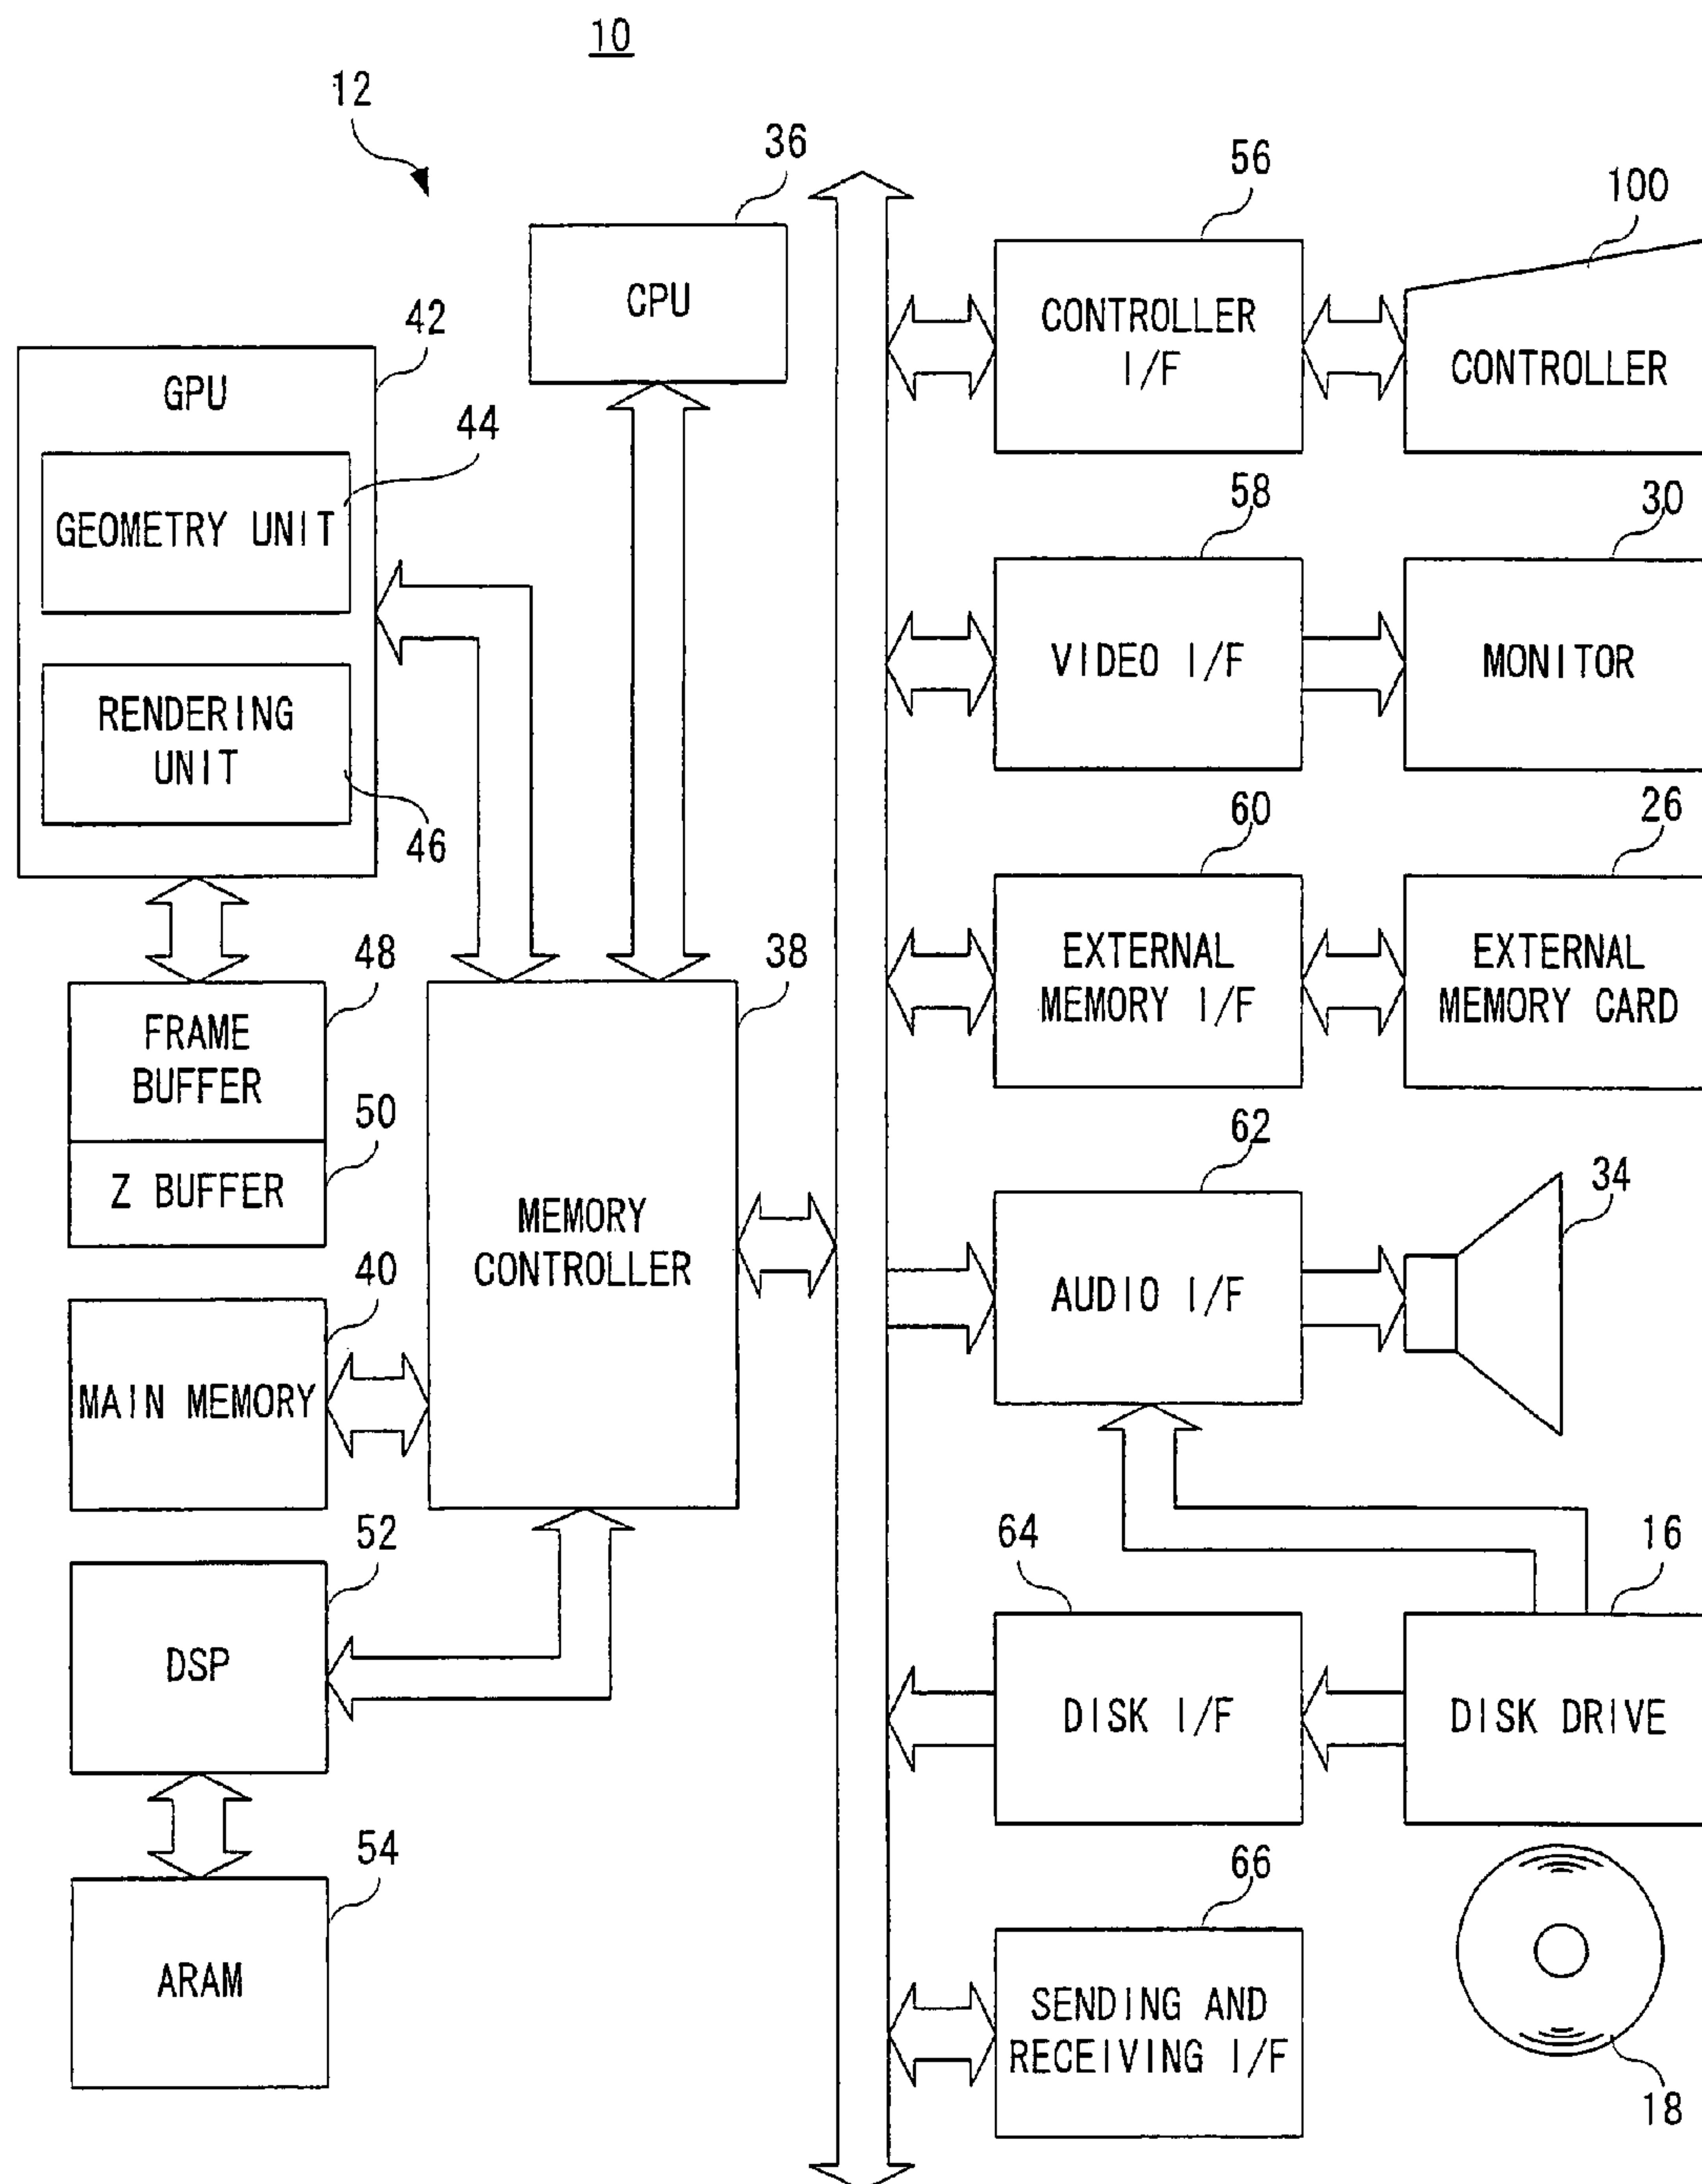 10
12
36
CPU
42
GPU
44
GEOMETRY UNIT
RENDERING
UNIT
46
48
FRAME
BUFFER
50
Z BUFFER
38
MEMORY
CONTROLLER
40
MAIN MEMORY
52
DSP
54
ARAM
56
CONTROLLER
I/F
100
CONTROLLER
58
VIDEO I/F
30
MONITOR
60
EXTERNAL
MEMORY I/F
26
EXTERNAL
MEMORY CARD
62
AUDIO I/F
34
64
DISK I/F
16
DISK DRIVE
66
SENDING AND
RECEIVING I/F
18